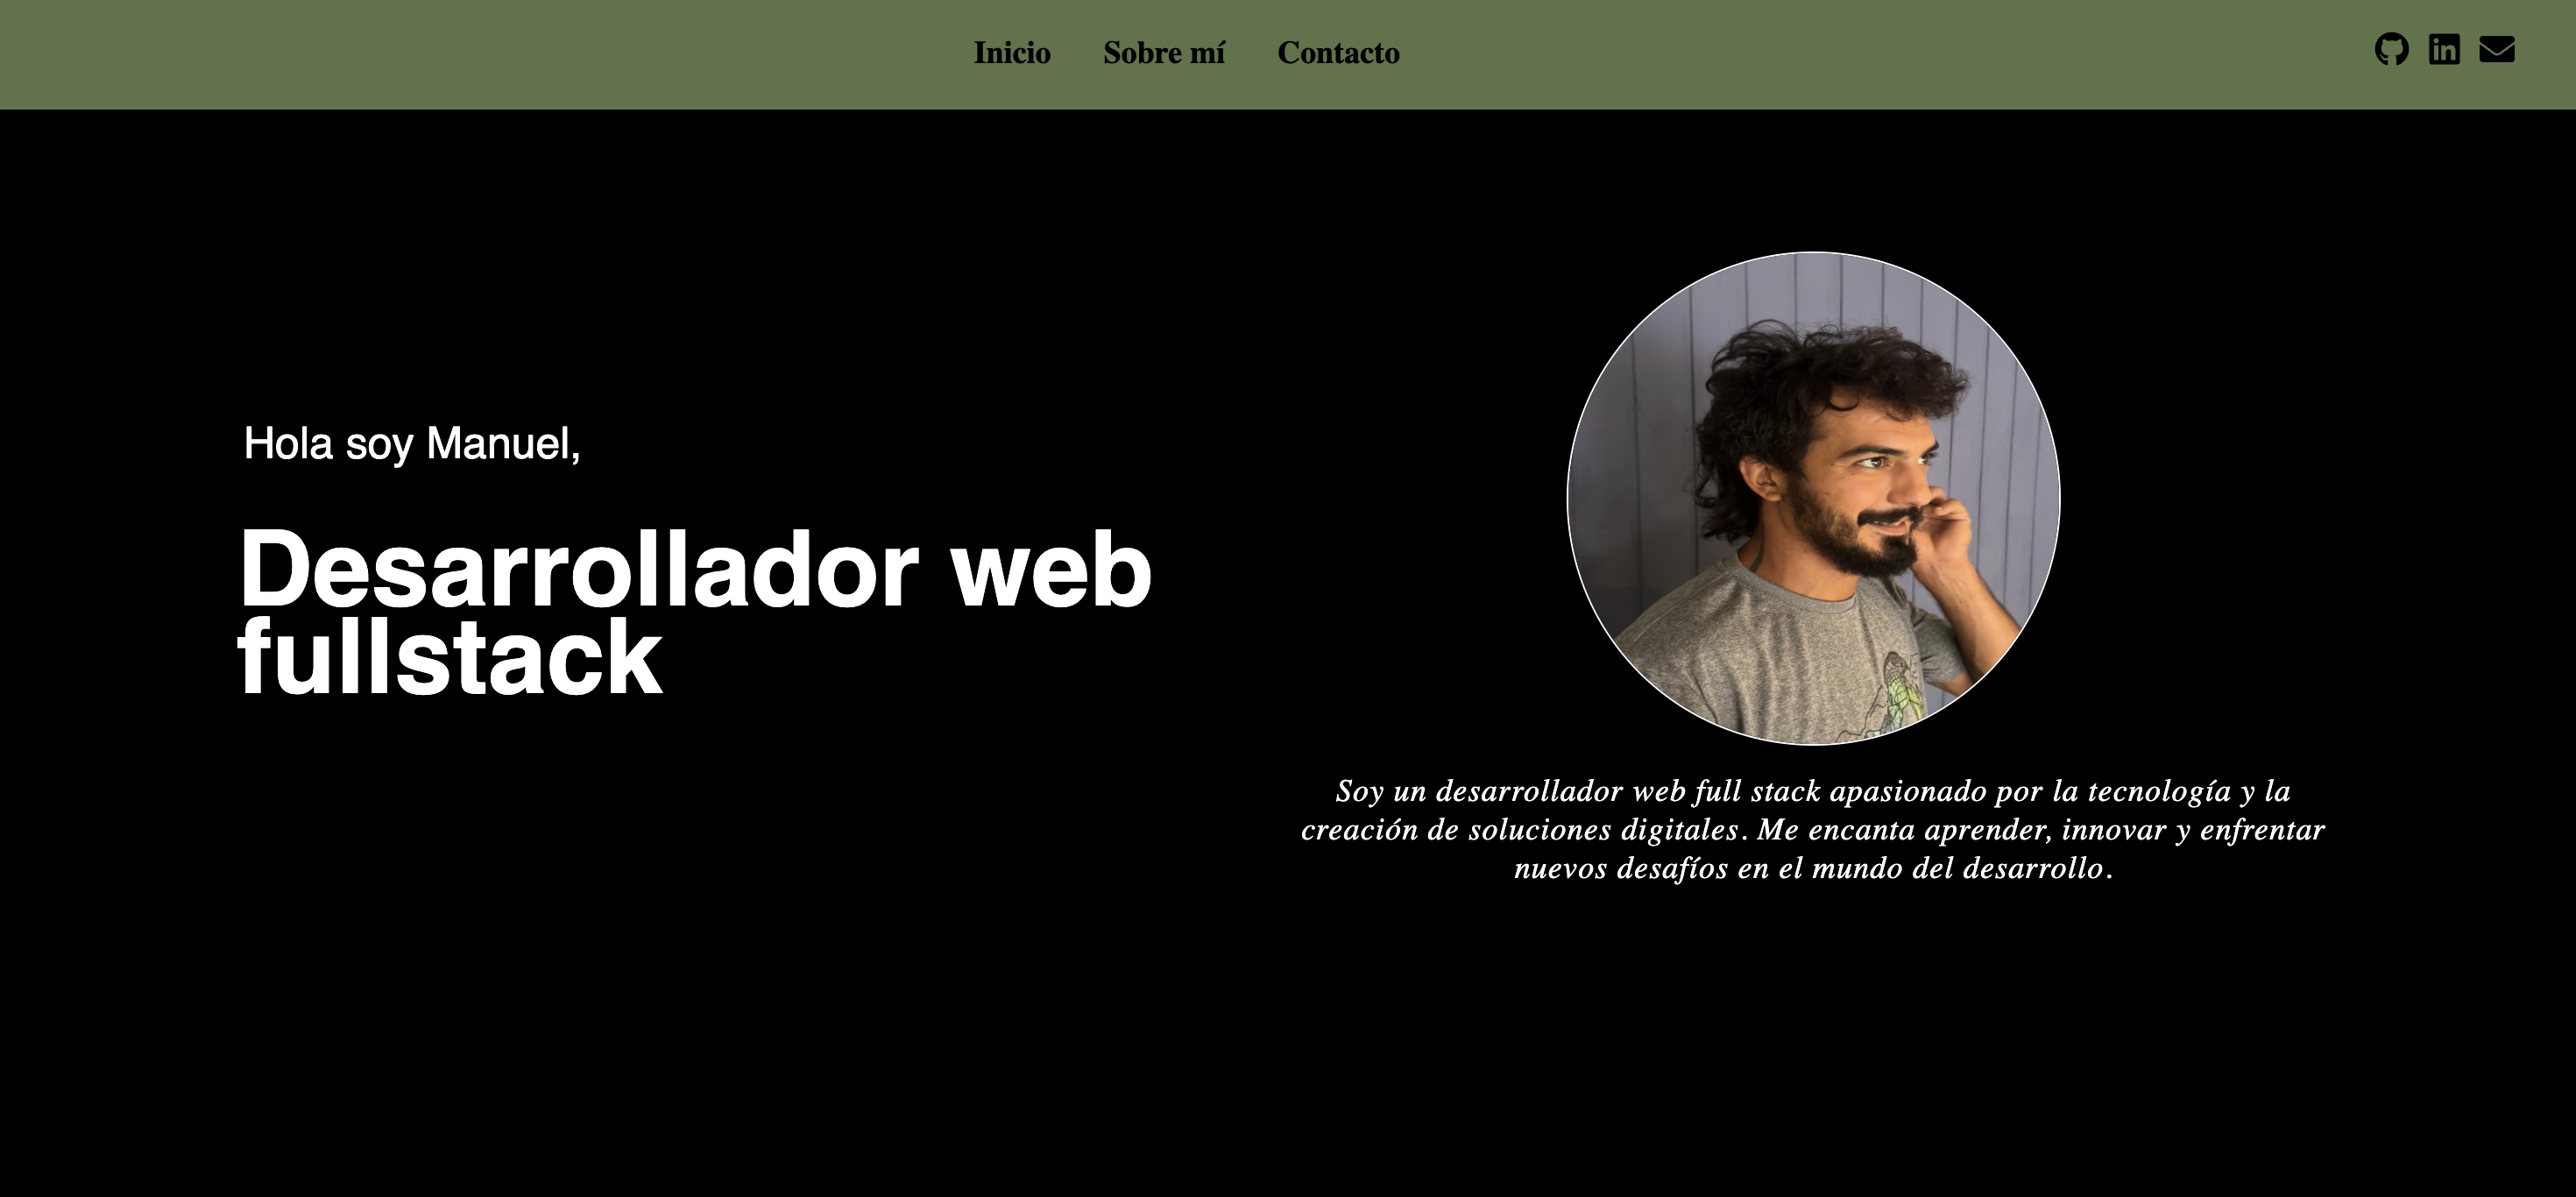 Inicio Sobre mí Contacto
Hola soy Manuel,
Desarrollador web
fullstack
Soy un desarrollador web full stack apasionado por la tecnología y la
creación de soluciones digitales. Me encanta aprender, innovar y enfrentar
nuevos desafíos en el mundo del desarrollo.